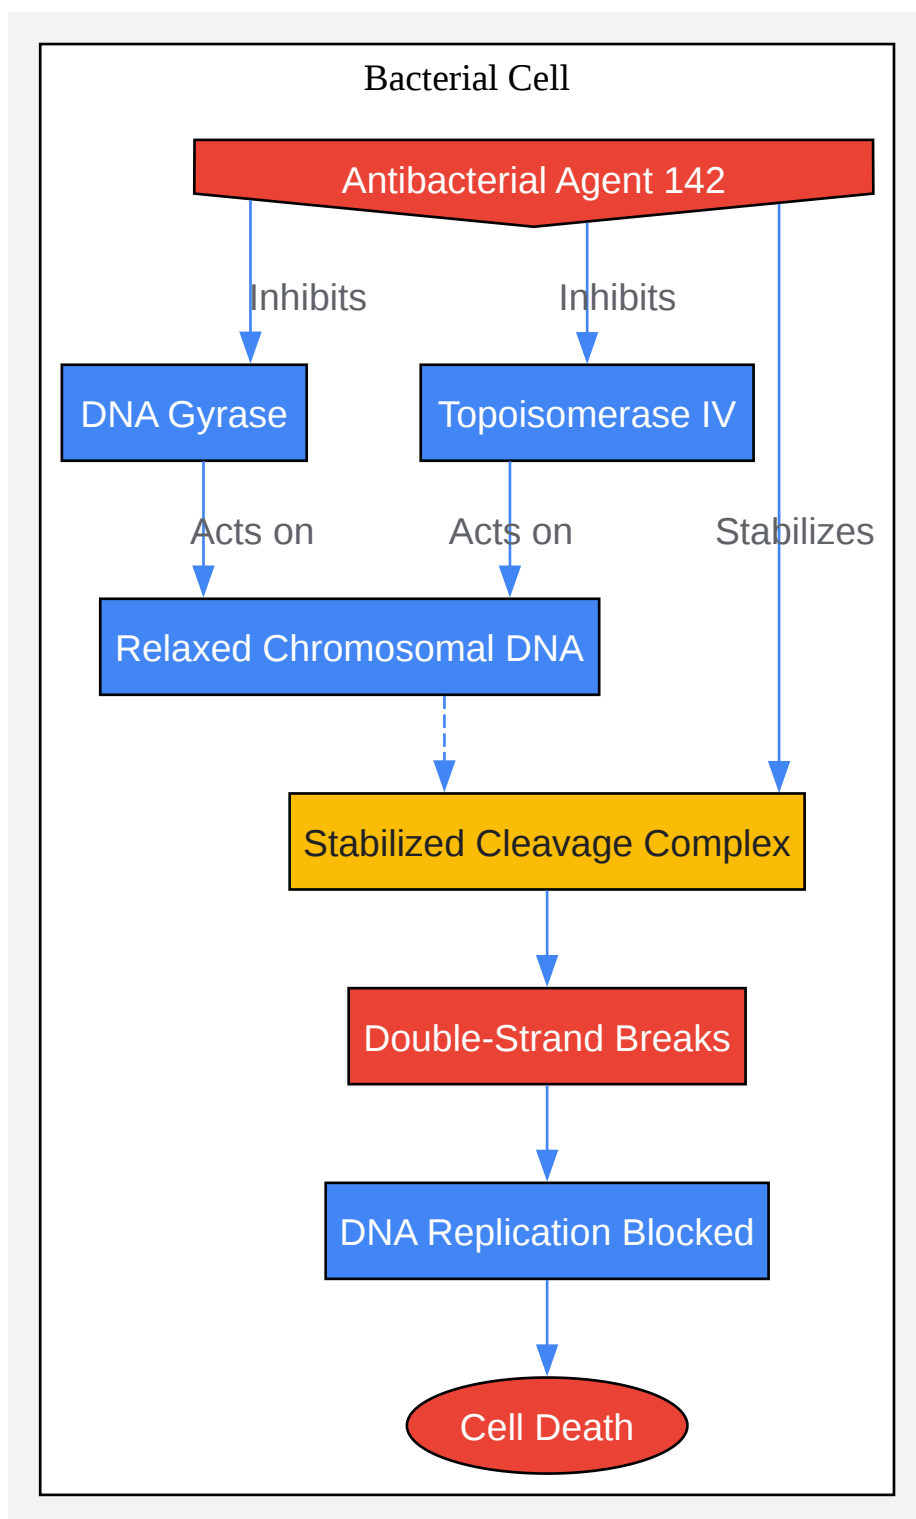 Bacterial Cell
Antibacterial Agent 142
Inhibits
Inhibits
DNA Gyrase
Topoisomerase IV
Acts on
Acts on
Stabilizes
Relaxed Chromosomal DNA
Stabilized Cleavage Complex
Double-Strand Breaks
DNA Replication Blocked
Cell Death